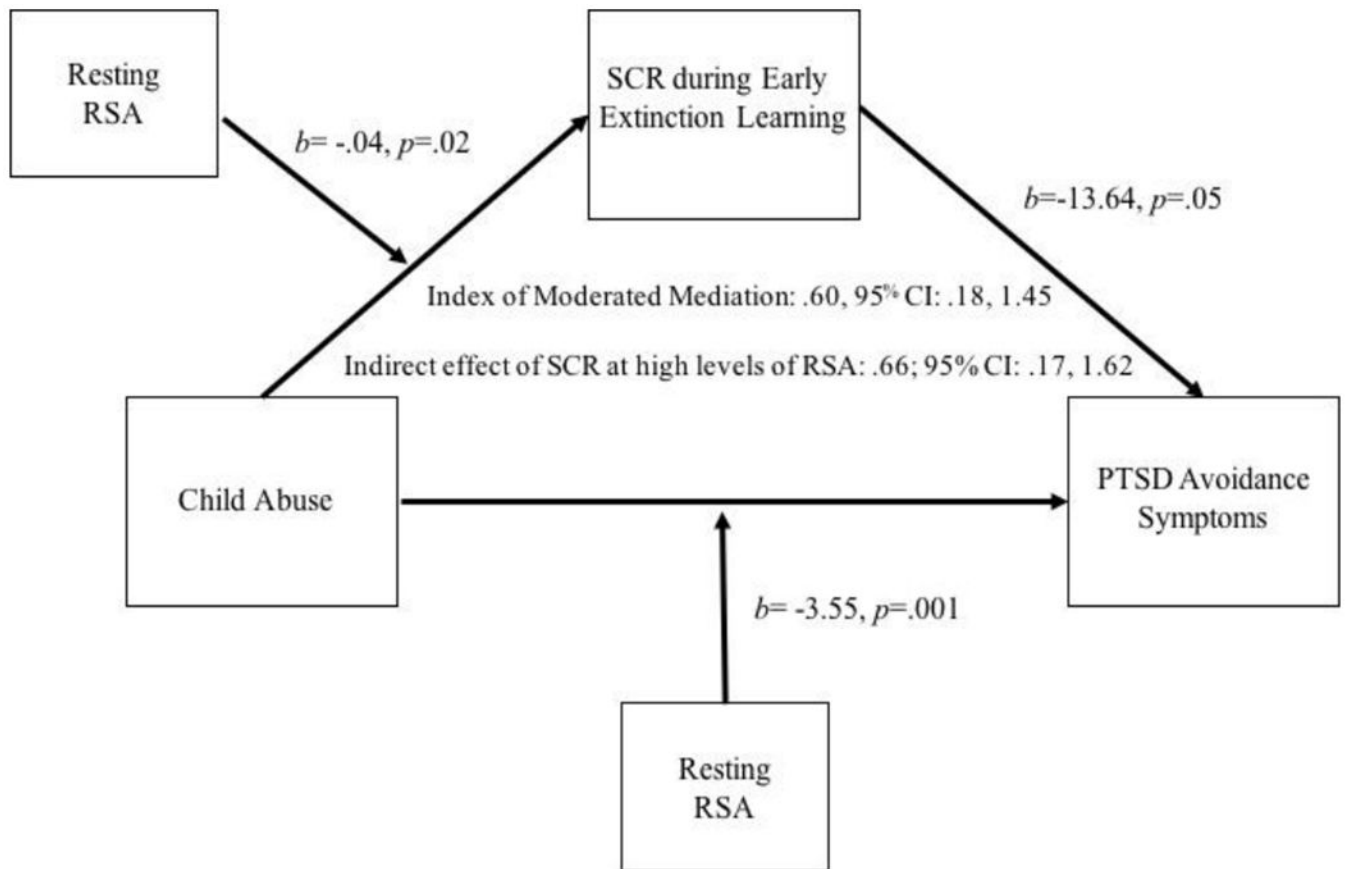 Resting
RSA
SCR during Early
Extinction Learning
b= -.04, p=.02
b=-13.64, p=.05
Index of Moderated Mediation: .60, 95% CI: .18, 1.45
Indirect effect of SCR at high levels of RSA: .66; 95% CI: .17, 1.62
Child Abuse
PTSD Avoidance
Symptoms
b= -3.55, p=.001
Resting
RSA